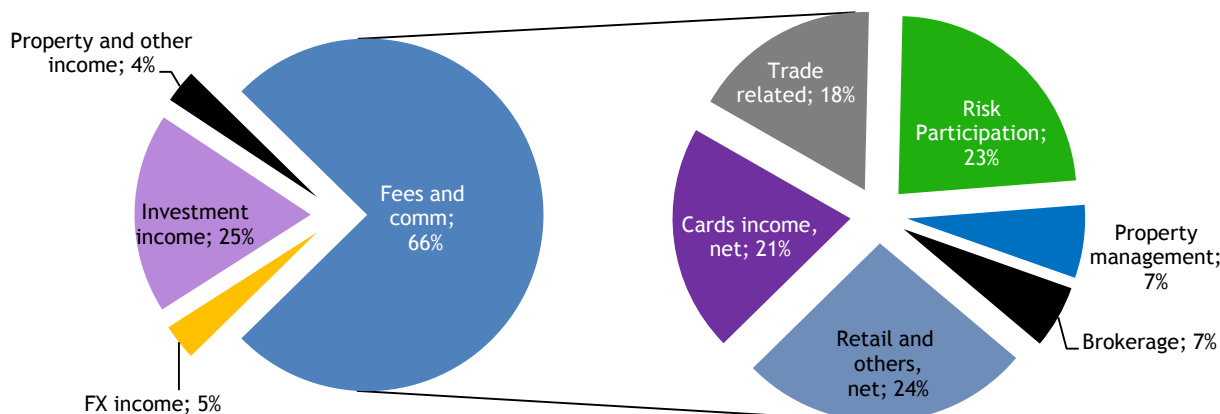 Property and other
income; 4%
Investment
income; 25%
FX income; 5%
Fees and
comm;
66%
Trade
related; 18%
Risk
Participation;
23%
Cards income,
net; 21%
Property
management;
7%
Brokerage; 7%
Retail and
others,
net; 24%